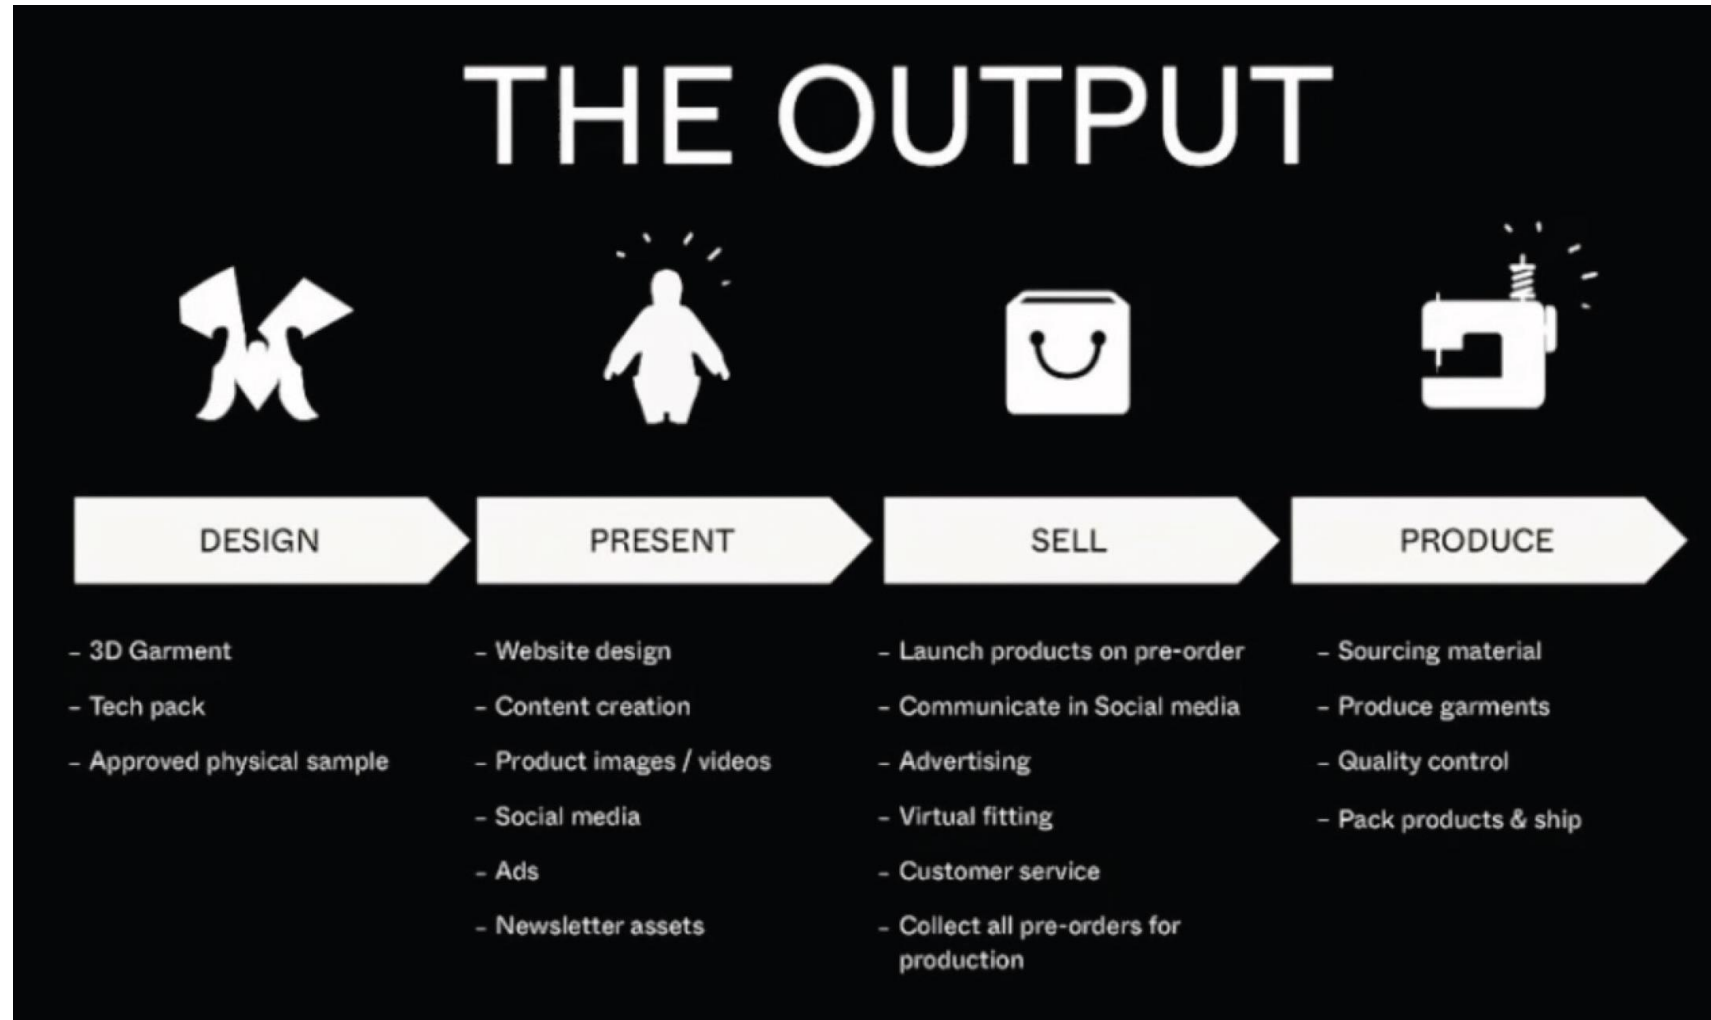 THE OUTPUT
DESIGN
– 3D Garment
– Tech pack
– Approved physical sample
PRESENT
– Website design
– Content creation
– Product images / videos
– Social media
– Ads
– Newsletter assets
SELL
– Launch products on pre-order
– Communicate in Social media
– Advertising
– Virtual fitting
– Customer service
– Collect all pre-orders for
production
PRODUCE
– Sourcing material
– Produce garments
– Quality control
– Pack products & ship